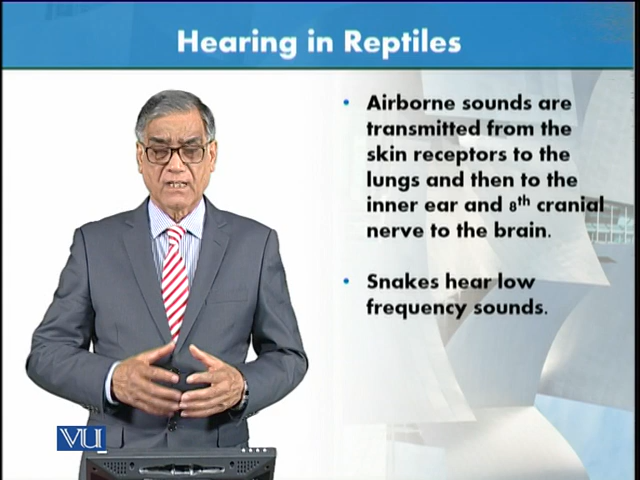 Hearing in Reptiles
• Airborne sounds are
transmitted from the
skin receptors to the
lungs and then to the
inner ear and 8th cranial
nerve to the brain.
• Snakes hear low
frequency sounds.
VU